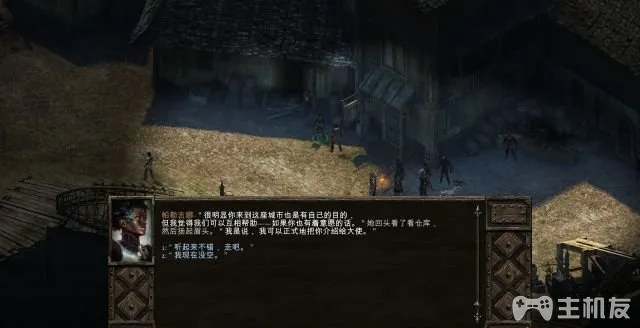 帕勒吉娜-"很明显你来到这座城市也是有自己的目的,
但我觉得我们可以互相帮助——如果你也有着意愿的话。"她回头看了看仓库,
然后扬起眉头。"我是说,我可以正式地把你介绍给大使。"
1:"听起来不错,走吧。"
2:"我现在没空。"
主机友